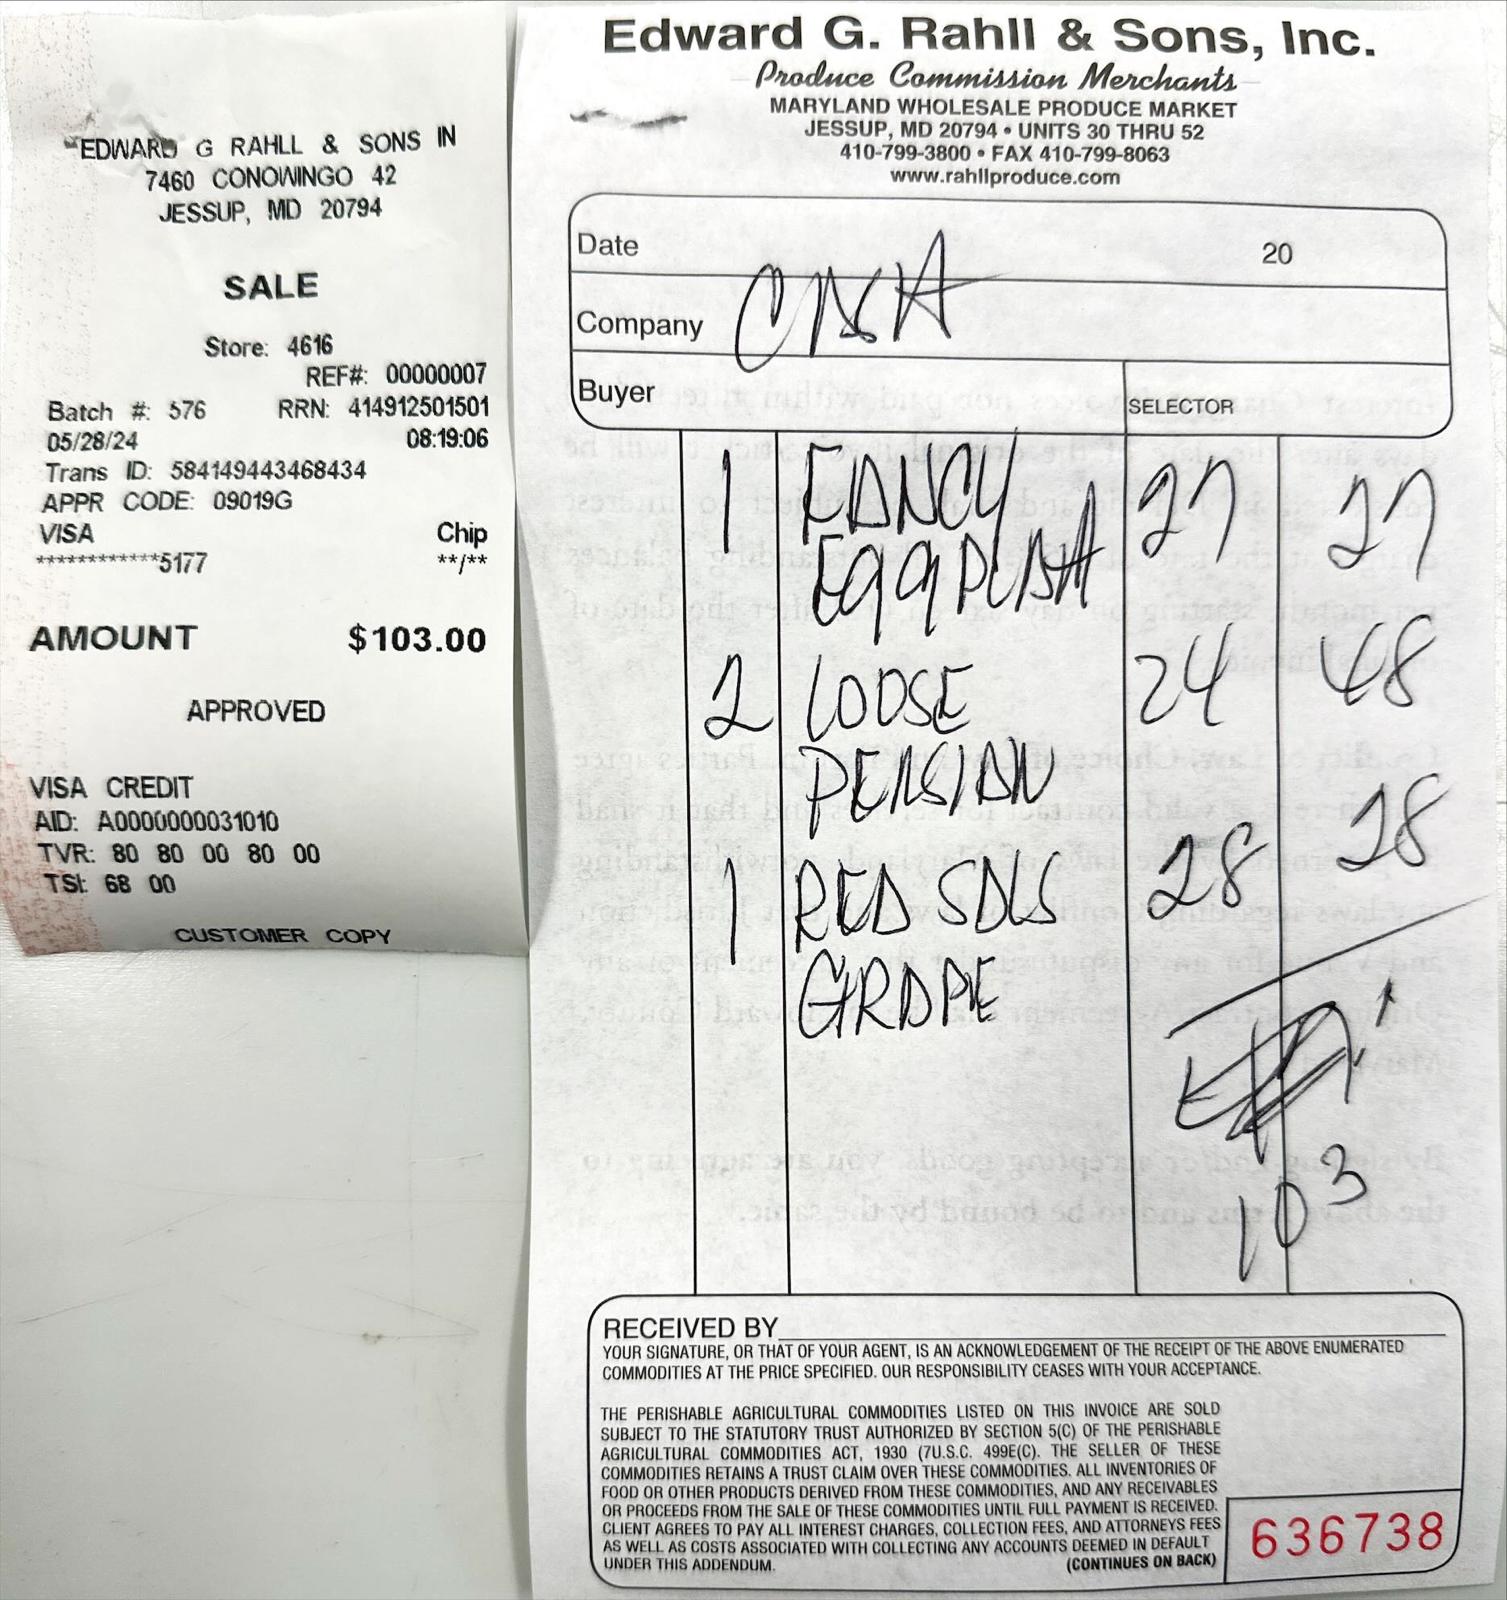 EDWARD G RAHLL & SONS IN
7460 CONOWINGO 42
JESSUP, MD 20794
SALE
Store: 4616
REF#: 00000007
Batch #: 576 RRN: 414912501501
05/28/24 08:19:06
Trans ID: 584149443468434
APPR CODE: 09019G
VISA Chip
************5177 **/**
AMOUNT $103.00
APPROVED
VISA CREDIT
AID: A0000000031010
TVR: 80 80 00 80 00
TSI: 68 00
CUSTOMER COPY
Edward G. Rahll & Sons, Inc.
Produce Commission Merchants
MARYLAND WHOLESALE PRODUCE MARKET
JESSUP, MD 20794 • UNITS 30 THRU 52
410-799-3800 • FAX 410-799-8063
www.rahllproduce.com
Date 20
Company
Buyer
SELECTOR
1 FANCY 27 27
2 LOOSE 24 48
PERSIAN
1 RED SDLS 28 28
GRAPE
103
RECEIVED BY
YOUR SIGNATURE, OR THAT OF YOUR AGENT, IS AN ACKNOWLEDGEMENT OF THE RECEIPT OF THE ABOVE ENUMERATED
COMMODITIES AT THE PRICE SPECIFIED. OUR RESPONSIBILITY CEASES WITH YOUR ACCEPTANCE.
THE PERISHABLE AGRICULTURAL COMMODITIES LISTED ON THIS INVOICE ARE SOLD
SUBJECT TO THE STATUTORY TRUST AUTHORIZED BY SECTION 5(C) OF THE PERISHABLE
AGRICULTURAL COMMODITIES ACT, 1930 (7U.S.C. 499E(C). THE SELLER OF THESE
COMMODITIES RETAINS A TRUST CLAIM OVER THESE COMMODITIES. ALL INVENTORIES OF
FOOD OR OTHER PRODUCTS DERIVED FROM THESE COMMODITIES, AND ANY RECEIVABLES
OR PROCEEDS FROM THE SALE OF THESE COMMODITIES UNTIL FULL PAYMENT IS RECEIVED.
CLIENT AGREES TO PAY ALL INTEREST CHARGES, COLLECTION FEES, AND ATTORNEYS FEES
AS WELL AS COSTS ASSOCIATED WITH COLLECTING ANY ACCOUNTS DEEMED IN DEFAULT
UNDER THIS ADDENDUM. (CONTINUES ON BACK)
636738